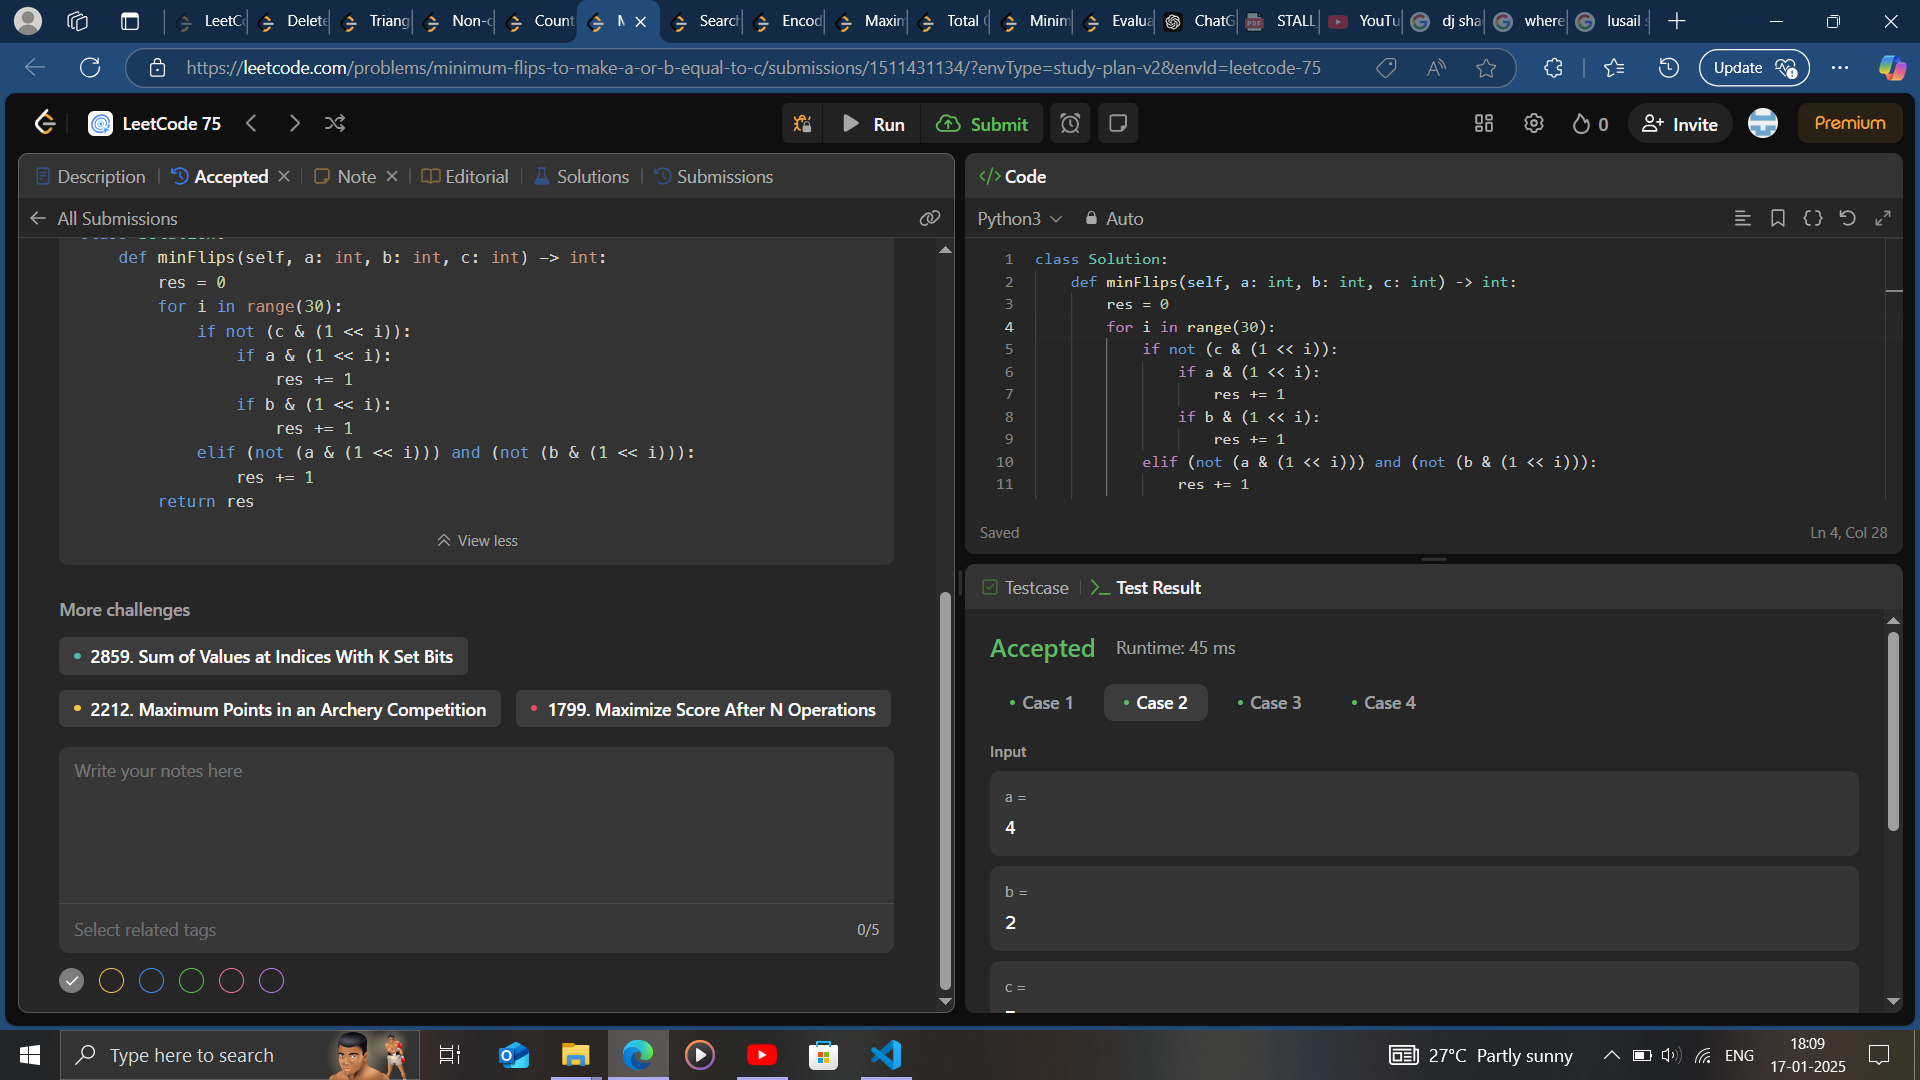 LeetCo
Delete
Triang
Non-o
Count
Search
Encod
Maxim
Total C
Minim
Evalua
ChatG
STALL
YouTu
dj sha
where
lusail s
https://leetcode.com/problems/minimum-flips-to-make-a-or-b-equal-to-c/submissions/1511431134/?envType=study-plan-v2&envId=leetcode-75
Update
LeetCode 75
Run
Submit
0
Invite
Premium
Description
Accepted
Note
Editorial
Solutions
Submissions
All Submissions
def minFlips(self, a: int, b: int, c: int) -> int:
res = 0
for i in range(30):
if not (c & (1 << i)):
if a & (1 << i):
res += 1
if b & (1 << i):
res += 1
elif (not (a & (1 << i))) and (not (b & (1 << i))):
res += 1
return res
View less
More challenges
2859. Sum of Values at Indices With K Set Bits
2212. Maximum Points in an Archery Competition
1799. Maximize Score After N Operations
Write your notes here
Select related tags
0/5
Code
Python3
Auto
1 class Solution:
2 def minFlips(self, a: int, b: int, c: int) -> int:
3 res = 0
4 for i in range(30):
5 if not (c & (1 << i)):
6 if a & (1 << i):
7 res += 1
8 if b & (1 << i):
9 res += 1
10 elif (not (a & (1 << i))) and (not (b & (1 << i))):
11 res += 1
Saved
Ln 4, Col 28
Testcase
Test Result
Accepted
Runtime: 45 ms
Case 1
Case 2
Case 3
Case 4
Input
a =
4
b =
2
c =
Type here to search
27°C Partly sunny
ENG
18:09
17-01-2025